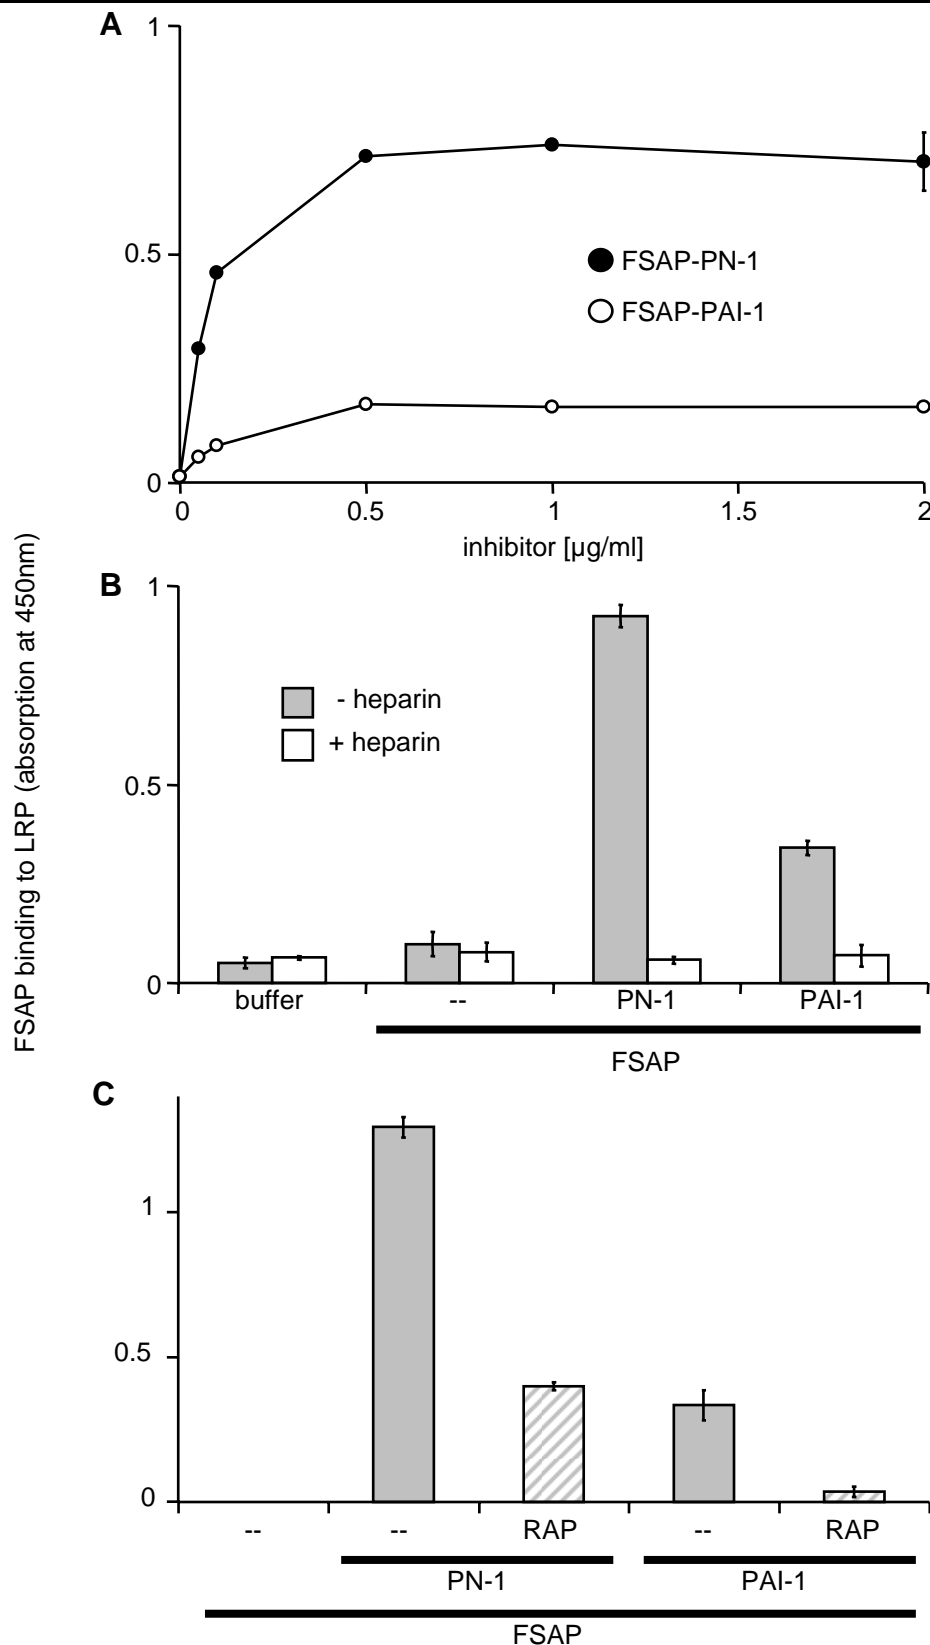 A
1
0.5
0
FSAP-PN-1
FSAP-PAI-1
0 0.5 1 1.5 2
inhibitor [µg/ml]
FSAP binding to LRP (absorption at 450nm)
B
1
0.5
0
- heparin
+ heparin
buffer -- PN-1 PAI-1
FSAP
C
1
0.5
0
-- -- RAP -- RAP
PN-1 PAI-1
FSAP